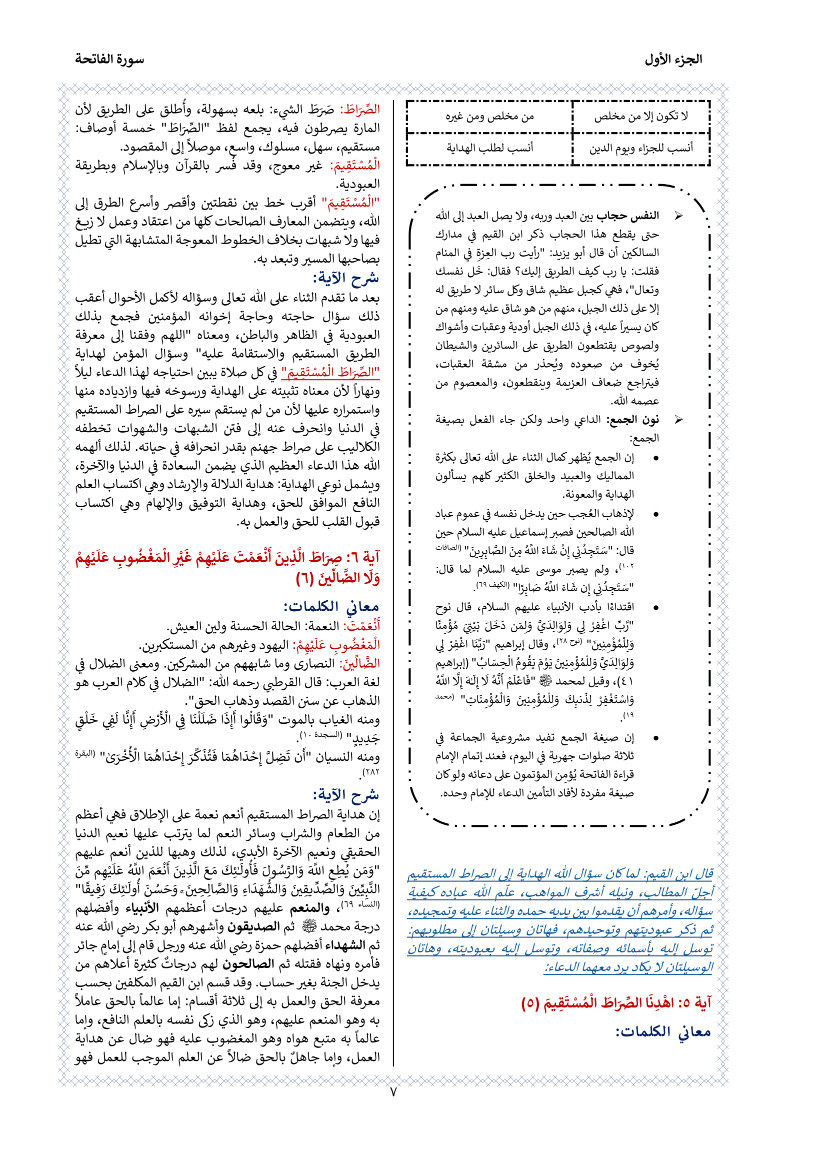 الجزء الأول
سورة الفاتحة
لا تكون إلا من مخلص
من مخلص ومن غيره
أنسب للجزاء ويوم الدين
أنسب لطلب الهداية
النفس حجاب بين العبد وربه، ولا يصل العبد إلى الله
حتى يقطع هذا الحجاب ذكر ابن القيم في مدارك
السالكين أن قال أبو يزيد: "رأيت رب العِزة في المنام
فقلت: يا رب كيف الطريق إليك؟ فقال: خَل نفسك
وتعال"، فهي كجبل عظيم شاق وكل سائر لا طريق له
إلا على ذلك الجبل، منهم من هو شاق عليه ومنهم من
كان يسيراً عليه، في ذلك الجبل أودية وعقبات وأشواك
ولصوص يقتطعون الطريق على السائرين والشيطان
يُخوف من صعوده ويُحذر من مشقة العقبات،
فيتراجع ضعاف العزيمة وينقطعون، والمعصوم من
عصمه الله.
نون الجمع: الداعي واحد ولكن جاء الفعل بصيغة
الجمع:
إن الجمع يُظهر كمال الثناء على الله تعالى بكثرة
المماليك والعبيد والخلق الكثير كلهم يسألون
الهداية والمعونة.
لإذهاب العُجب حين يدخل نفسه في عموم عباد
الله الصالحين فصبر إسماعيل عليه السلام حين
قال: "سَتَجِدُنِي إِنْ شَاءَ اللَّهُ مِنَ الصَّابِرِينَ" (الصافات
١٠٢)، ولم يصبر موسى عليه السلام لما قال:
"سَتَجِدُنِي إِن شَاءَ اللَّهُ صَابِرًا" (الكهف ٦٩).
اقتداءًا بأدب الأنبياء عليهم السلام، قال نوح
"رَّبِّ اغْفِرْ لِي وَلِوَالِدَيَّ وَلِمَن دَخَلَ بَيْتِيَ مُؤْمِنًا
وَلِلْمُؤْمِنِينَ" (نوح ٢٨)، وقال إبراهيم "رَبَّنَا اغْفِرْ لِي
وَلِوَالِدَيَّ وَلِلْمُؤْمِنِينَ يَوْمَ يَقُومُ الْحِسَابُ" (إبراهيم
٤١)، وقيل لمحمد ﷺ "فَاعْلَمْ أَنَّهُ لَا إِلَٰهَ إِلَّا اللَّهُ
وَاسْتَغْفِرْ لِذَنبِكَ وَلِلْمُؤْمِنِينَ وَالْمُؤْمِنَاتِ" (محمد
١٩).
إن صيغة الجمع تفيد مشروعية الجماعة في
ثلاثة صلوات جهرية في اليوم، فعند إتمام الإمام
قراءة الفاتحة يُؤمِن المؤتمون على دعائه ولو كان
صيغة مفردة لأفاد التأمين الدعاء للإمام وحده.
قال ابن القيم: لما كان سؤال الله الهداية إلى الصراط المستقيم
أجلّ المطالب، ونيله أشرف المواهب، علّم الله عباده كيفية
سؤاله، وأمرهم أن يقدموا بين يديه حمده والثناء عليه وتمجيده،
ثم ذكر عبوديتهم وتوحيدهم، فهاتان وسيلتان إلى مطلوبهم:
توسل إليه بأسمائه وصفاته، وتوسل إليه بعبوديته، وهاتان
الوسيلتان لا يكاد يرد معهما الدعاء:
آية ٥: اهْدِنَا الصِّرَاطَ الْمُسْتَقِيمَ (٥)
معاني الكلمات:
الصِّرَاطَ: صَرَطَ الشيء: بلعه بسهولة، وأُطلق على الطريق لأن
المارة يصرطون فيه، يجمع لفظ "الصِّرَاطَ" خمسة أوصاف:
مستقيم، سهل، مسلوك، واسع، موصلاً إلى المقصود.
الْمُسْتَقِيمَ: غير معوج، وقد فُسر بالقرآن وبالإسلام وبطريقة
العبودية.
"الْمُسْتَقِيمَ" أقرب خط بين نقطتين وأقصر وأسرع الطرق إلى
الله، ويتضمن المعارف الصالحات كلها من اعتقاد وعمل لا زيغ
فيها ولا شبهات بخلاف الخطوط المعوجة المتشابهة التي تطيل
بصاحبها المسير وتبعد به.
شرح الآية:
بعد ما تقدم الثناء على الله تعالى وسؤاله لأكمل الأحوال أعقب
ذلك سؤال حاجته وحاجة إخوانه المؤمنين فجمع بذلك
العبودية في الظاهر والباطن، ومعناه "اللهم وفقنا إلى معرفة
الطريق المستقيم والاستقامة عليه" وسؤال المؤمن لهداية
"الصِّرَاطَ الْمُسْتَقِيمَ" في كل صلاة يبين احتياجه لهذا الدعاء ليلاً
ونهاراً لأن معناه تثبيته على الهداية ورسوخه فيها وازدياده منها
واستمراره عليها لأن من لم يستقم سيره على الصراط المستقيم
في الدنيا وانحرف عنه إلى فتن الشبهات والشهوات تخطفه
الكلاليب على صراط جهنم بقدر انحرافه في حياته. لذلك ألهمه
الله هذا الدعاء العظيم الذي يضمن السعادة في الدنيا والآخرة،
ويشمل نوعي الهداية: هداية الدلالة والإرشاد وهي اكتساب العلم
النافع الموافق للحق، وهداية التوفيق والإلهام وهي اكتساب
قبول القلب للحق والعمل به.
آية ٦: صِرَاطَ الَّذِينَ أَنْعَمْتَ عَلَيْهِمْ غَيْرِ الْمَغْضُوبِ عَلَيْهِمْ
وَلَا الضَّالِّينَ (٦)
معاني الكلمات:
أَنْعَمْتَ: النعمة: الحالة الحسنة ولين العيش.
الْمَغْضُوبِ عَلَيْهِمْ: اليهود وغيرهم من المستكبرين.
الضَّالِّينَ: النصارى وما شابههم من المشركين. ومعنى الضلال في
لغة العرب: قال القرطبي رحمه الله: "الضلال في كلام العرب هو
الذهاب عن سنن القصد وذهاب الحق".
ومنه الغياب بالموت "وَقَالُوا أَإِذَا ضَلَلْنَا فِي الْأَرْضِ أَإِنَّا لَفِي خَلْقٍ
جَدِيدٍ" (السجدة ١٠).
ومنه النسيان "أَن تَضِلَّ إِحْدَاهُمَا فَتُذَكِّرَ إِحْدَاهُمَا الْأُخْرَىٰ" (البقرة
٢٨٢).
شرح الآية:
إن هداية الصراط المستقيم أنعم نعمة على الإطلاق فهي أعظم
من الطعام والشراب وسائر النعم لما يترتب عليها نعيم الدنيا
الحقيقي ونعيم الآخرة الأبدي، لذلك وهبها للذين أنعم عليهم
"وَمَن يُطِعِ اللَّهَ وَالرَّسُولَ فَأُولَٰئِكَ مَعَ الَّذِينَ أَنْعَمَ اللَّهُ عَلَيْهِم مِّنَ
النَّبِيِّينَ وَالصِّدِّيقِينَ وَالشُّهَدَاءِ وَالصَّالِحِينَ ۚ وَحَسُنَ أُولَٰئِكَ رَفِيقًا"
(النساء ٦٩)، والمنعم عليهم درجات أعظمهم الأنبياء وأفضلهم
درجة محمد ﷺ ثم الصديقون وأشهرهم أبو بكر رضي الله عنه
ثم الشهداء أفضلهم حمزة رضي الله عنه ورجل قام إلى إمامٍ جائر
فأمره ونهاه فقتله ثم الصالحون لهم درجاتٌ كثيرة أعلاهم من
يدخل الجنة بغير حساب. وقد قسم ابن القيم المكلفين بحسب
معرفة الحق والعمل به إلى ثلاثة أقسام: إما عالماً بالحق عاملاً
به وهو المنعم عليهم، وهو الذي زكى نفسه بالعلم النافع، وإما
عالماً به متبع هواه وهو المغضوب عليه فهو ضال عن هداية
العمل، وإما جاهلٌ بالحق ضالاً عن العلم الموجب للعمل فهو
٧